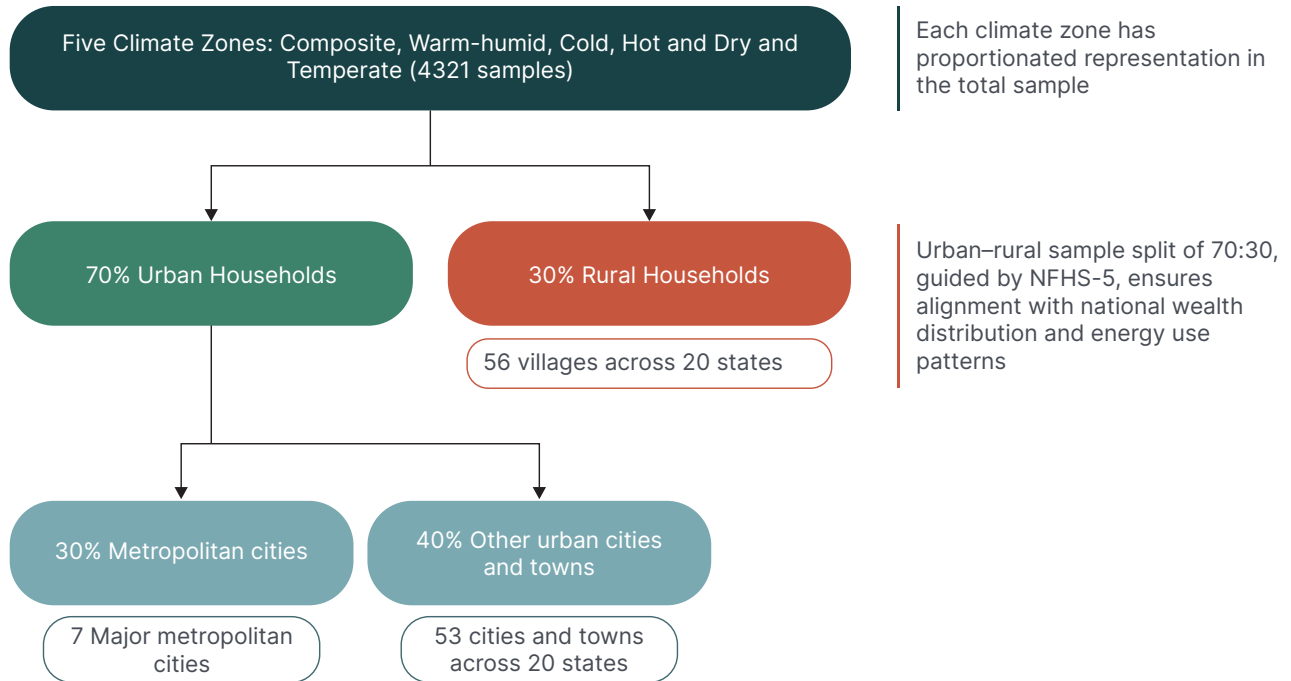 Five Climate Zones: Composite, Warm-humid, Cold, Hot and Dry and
Temperate (4321 samples)
Each climate zone has
proportionated representation in
the total sample
70% Urban Households
30% Rural Households
56 villages across 20 states
Urban–rural sample split of 70:30,
guided by NFHS-5, ensures
alignment with national wealth
distribution and energy use
patterns
30% Metropolitan cities
40% Other urban cities
and towns
7 Major metropolitan
cities
53 cities and towns
across 20 states